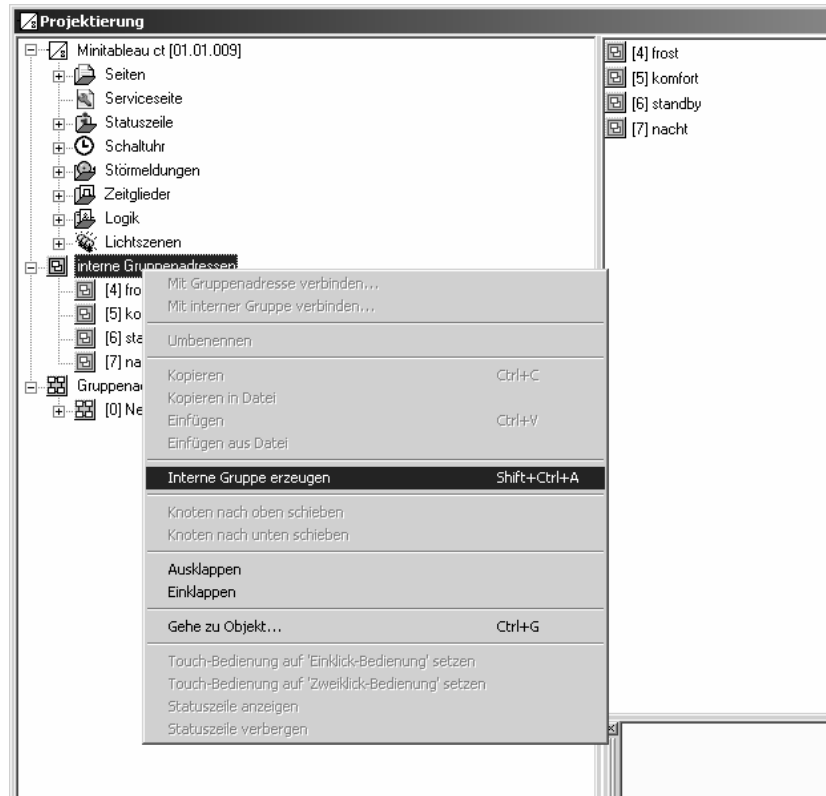 Projektierung
Minitableau ct [01.01.009]
Seiten
Serviceseite
Statuszeile
Schaltuhr
Störmeldungen
Zeitglieder
Logik
Lichtszenen
interne Gruppenadressen
[4] fro
[5] ko
[6] sta
[7] na
Gruppena
[0] Ne
[4] frost
[5] komfort
[6] standby
[7] nacht
Mit Gruppenadresse verbinden...
Mit interner Gruppe verbinden...
Umbenennen
Kopieren Ctrl+C
Kopieren in Datei
Einfügen Ctrl+V
Einfügen aus Datei
Interne Gruppe erzeugen Shift+Ctrl+A
Knoten nach oben schieben
Knoten nach unten schieben
Ausklappen
Einklappen
Gehe zu Objekt... Ctrl+G
Touch-Bedienung auf 'Einklick-Bedienung' setzen
Touch-Bedienung auf 'Zweiklick-Bedienung' setzen
Statuszeile anzeigen
Statuszeile verbergen